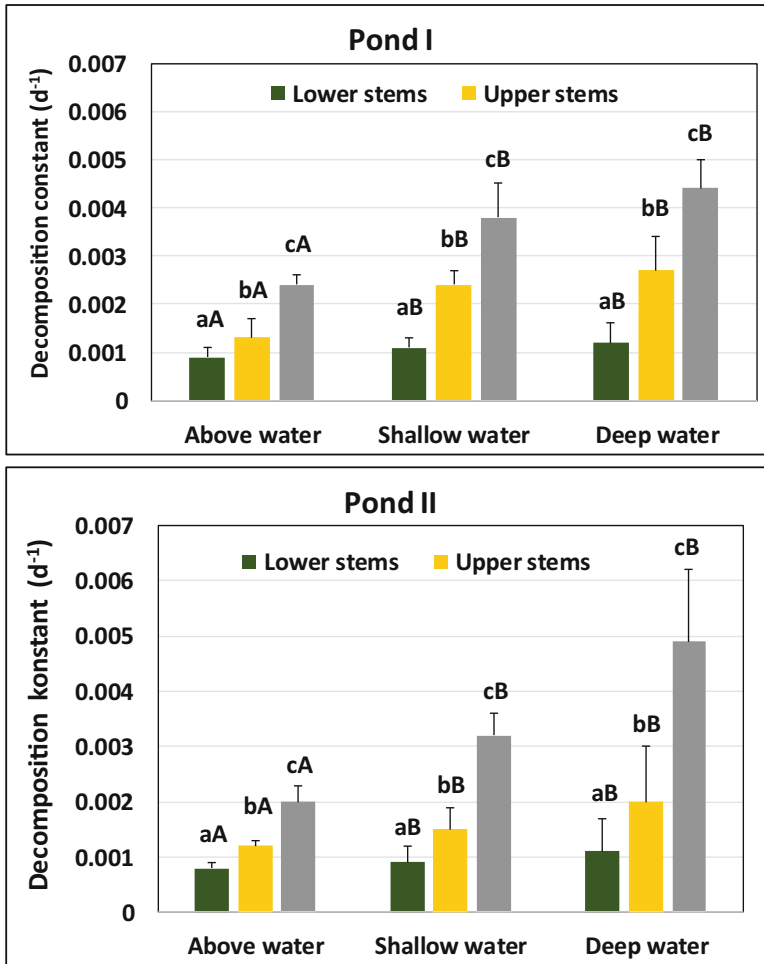 Pond I
Decomposition constant (d-1)
0.007
0.006
0.005
0.004
0.003
0.002
0.001
0
Lower stems Upper stems
aA bA cA aB bB cB aB bB cB
Above water Shallow water Deep water
Pond II
Decomposition konstant (d-1)
0.007
0.006
0.005
0.004
0.003
0.002
0.001
0
Lower stems Upper stems
aA bA cA aB bB cB aB bB cB
Above water Shallow water Deep water